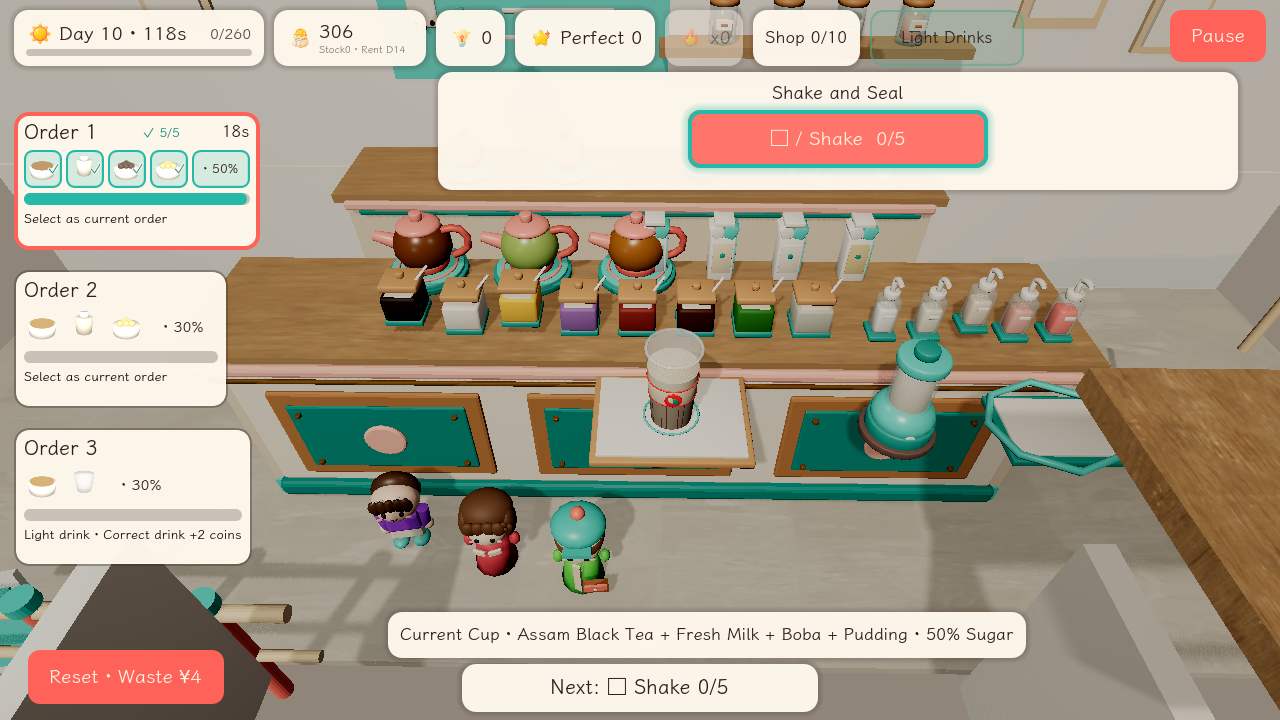 Day 10 • 118s
0/260
306
Stock0 • Rent D14
0
Perfect 0
x0
Shop 0/10
Light Drinks
Pause
Shake and Seal
□ / Shake 0/5
Order 1
✓ 5/5
18s
• 50%
Select as current order
Order 2
• 30%
Select as current order
Order 3
• 30%
Light drink • Correct drink +2 coins
Current Cup • Assam Black Tea + Fresh Milk + Boba + Pudding • 50% Sugar
Reset • Waste ¥4
Next: □ Shake 0/5